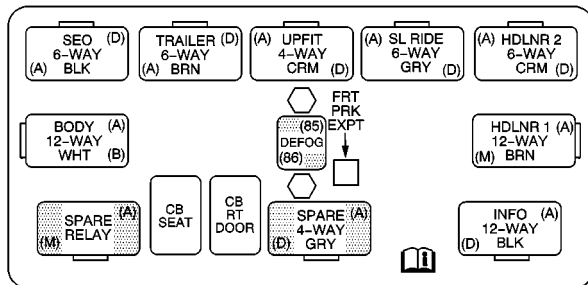 SEO (D)
6-WAY
(A) BLK
TRAILER (D)
6-WAY
(A) BRN
(A) UPFIT
4-WAY
CRM (D)
(A) SL RIDE
6-WAY
GRY (D)
(A) HDLNR 2
6-WAY
CRM (D)
BODY (A)
12-WAY
WHT (B)
(85)
DEFOG
(86)
FRT
PRK
EXPT
HDLNR 1 (A)
12-WAY
(M) BRN
SPARE (A)
(M) RELAY
CB
SEAT
CB
RT
DOOR
SPARE (A)
4-WAY
(D) GRY
INFO (A)
12-WAY
(D) BLK
i